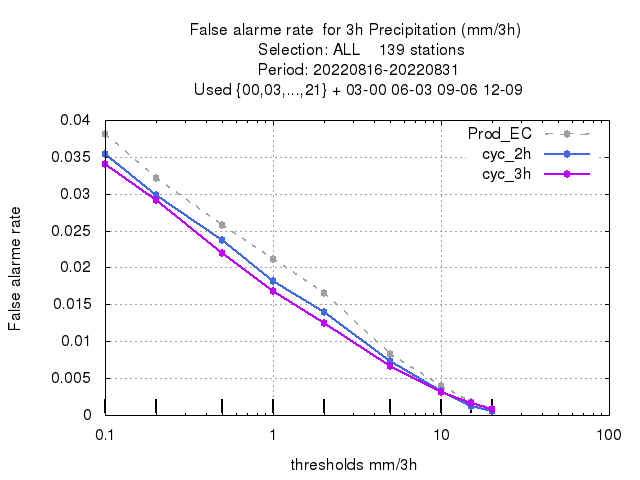 False alarme rate  for 3h Precipitation (mm/3h)
Selection: ALL    139 stations
Period: 20220816-20220831
Used {00,03,...,21} + 03-00 06-03 09-06 12-09
Prod_EC
cyc_2h
cyc_3h
0.04
0.035
0.03
0.025
0.02
0.015
0.01
0.005
0
False alarme rate
0.1 1 10 100
thresholds mm/3h